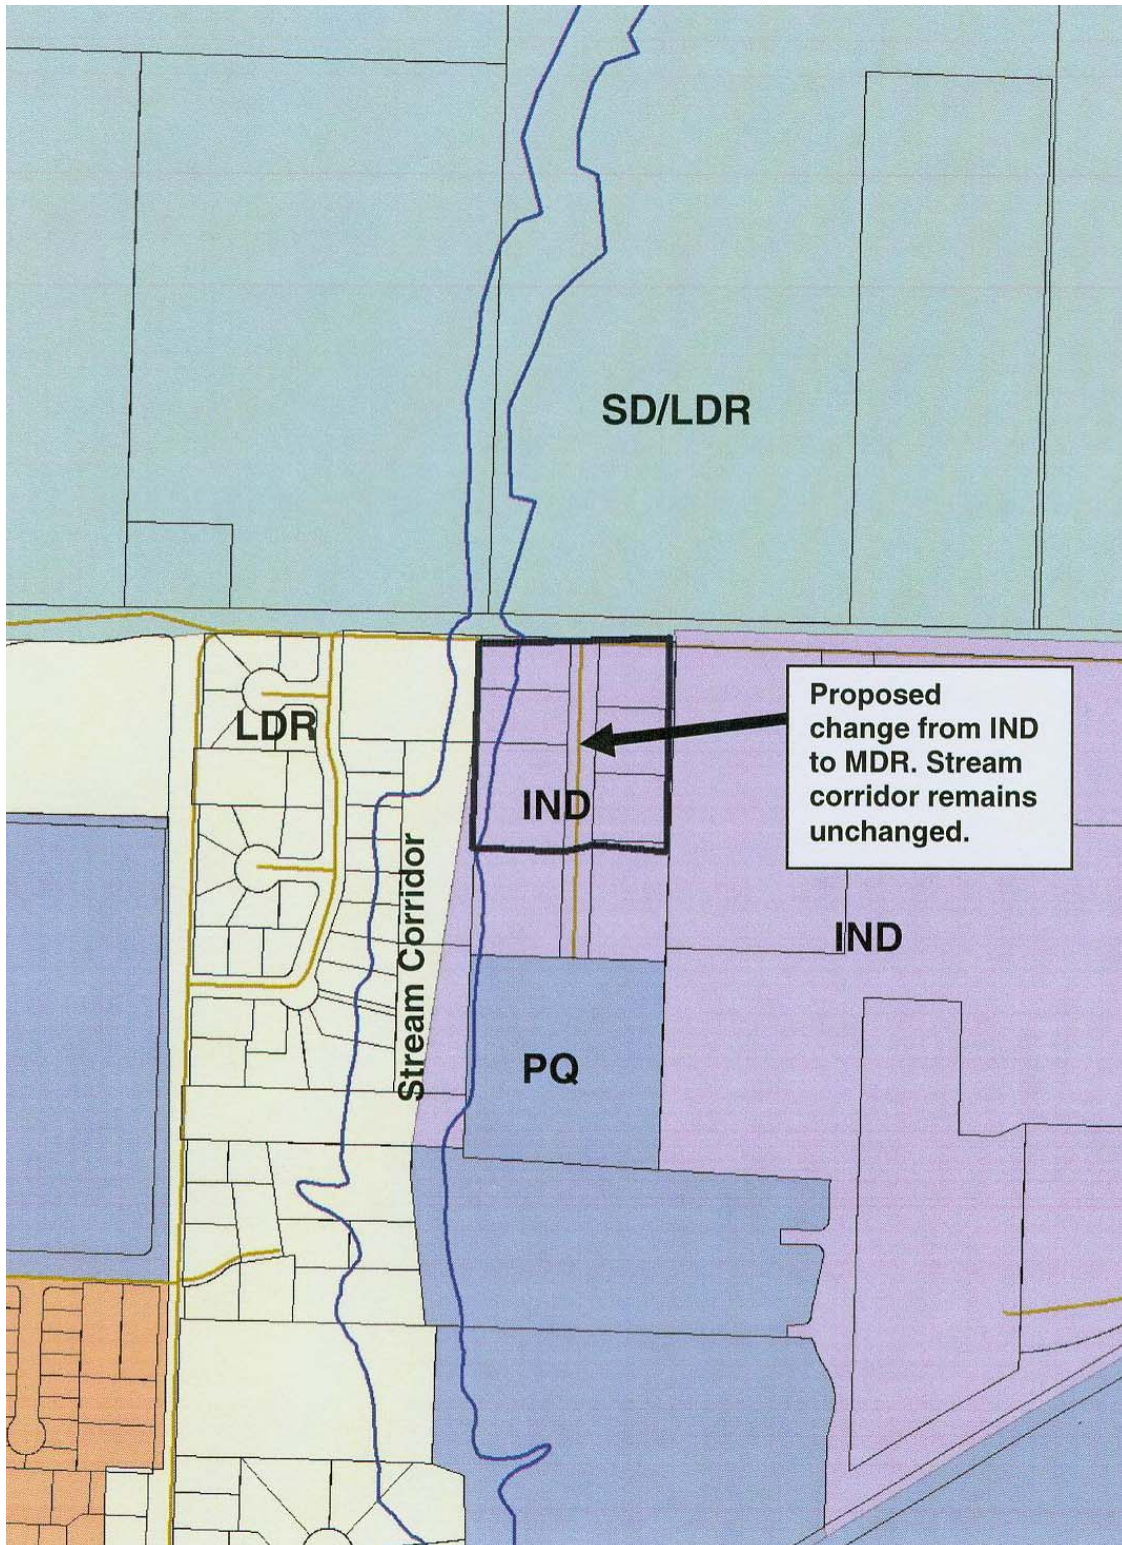 SD/LDR
Proposed
change from IND
to MDR. Stream
corridor remains
unchanged.
LDR
IND
Stream Corridor
IND
PQ